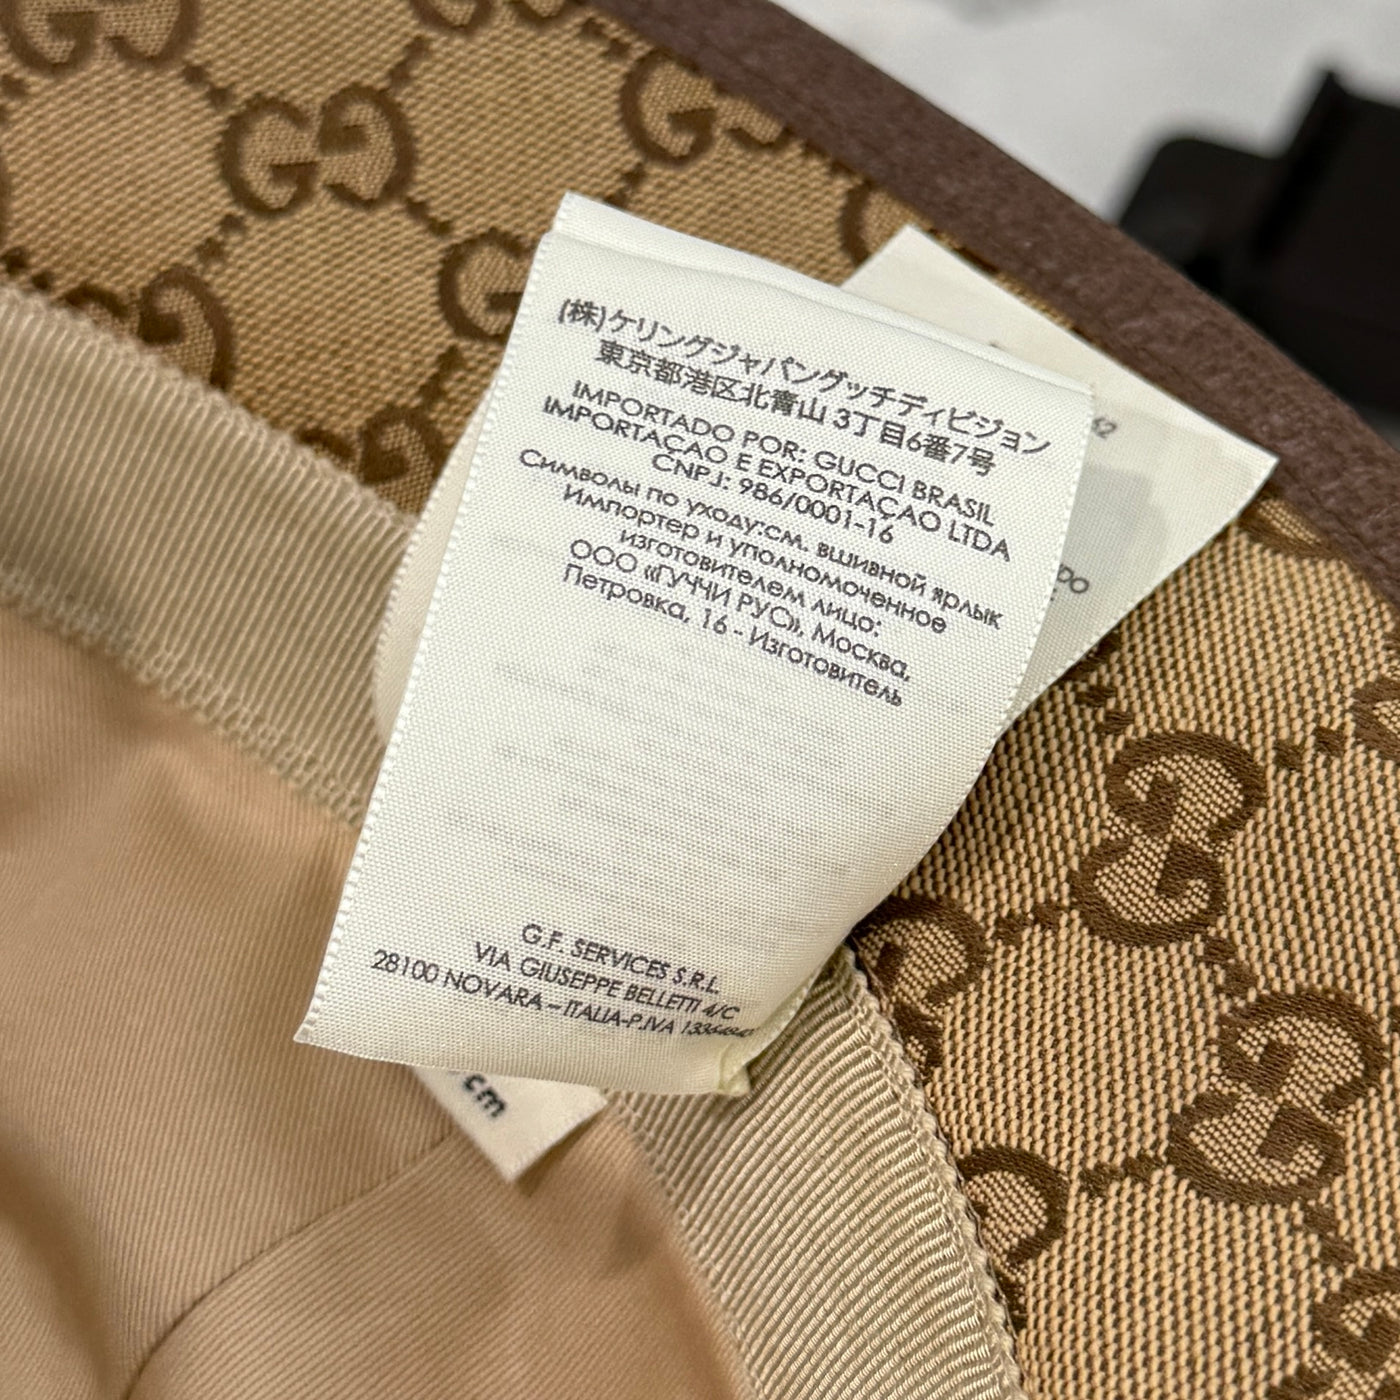 (株)ケリングジャパングッチディビジョン
東京都港区北青山 3丁目6番7号
IMPORTADO POR: GUCCI BRASIL
IMPORTAÇAO E EXPORTAÇAO LTDA
CNPJ: 986/0001-16
Символы по уходу:см. вшивной ярлык
Импортер и уполномоченное
изготовителем лицо:
ООО «ГУЧЧИ РУС», Москва,
Петровка, 16 - Изготовитель
G.F. SERVICES S.R.L
VIA GIUSEPPE BELLETTI 4/C
28100 NOVARA – ITALIA-P.IVA
cm